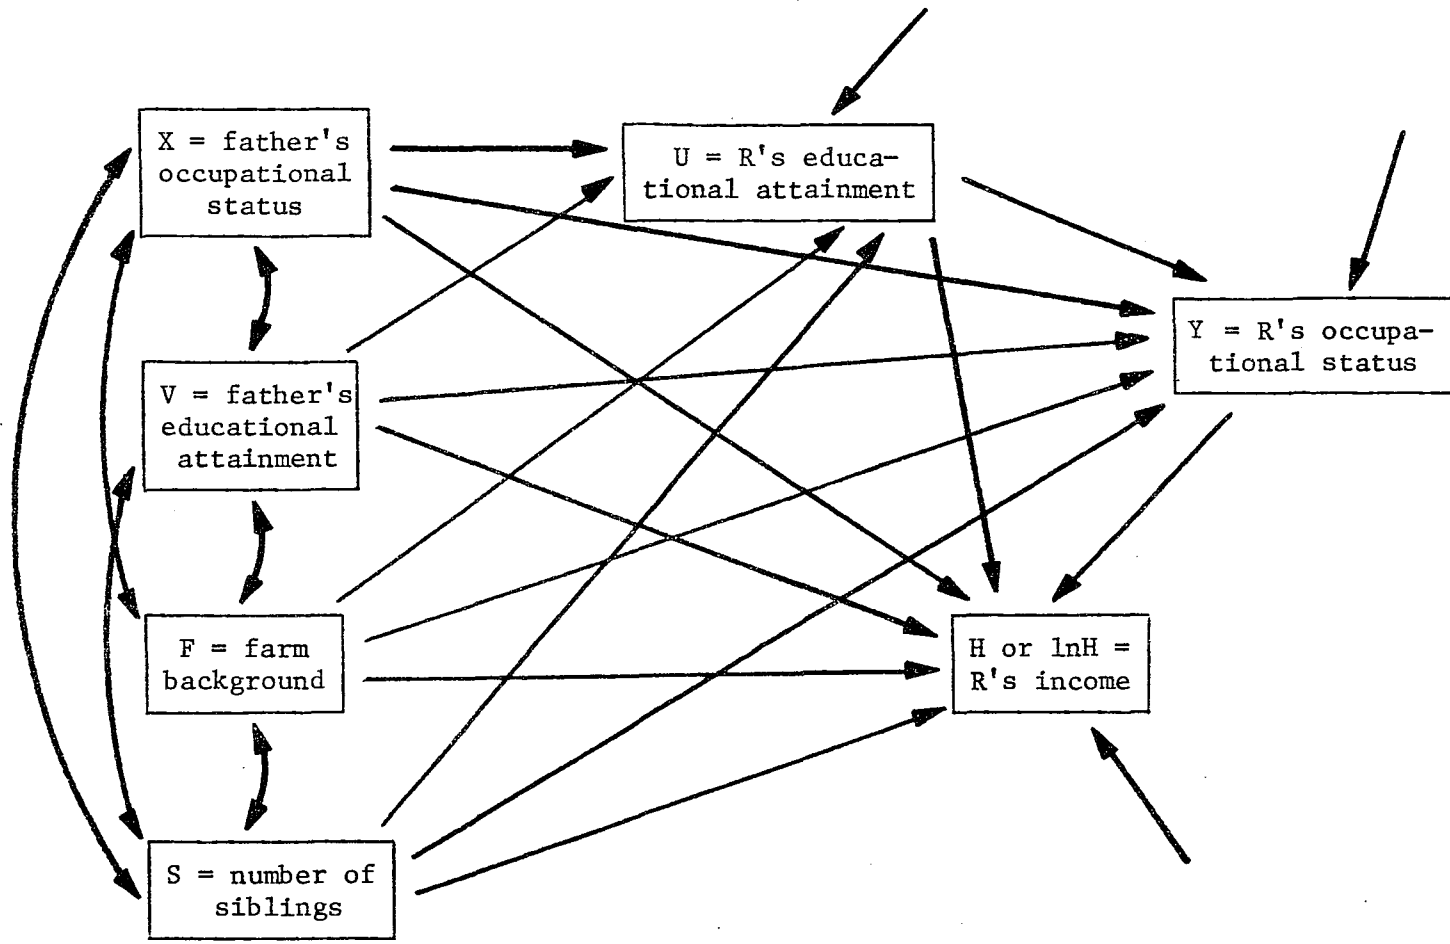 X = father's
occupational
status
U = R's educa-
tional attainment
Y = R's occupa-
tional status
V = father's
educational
attainment
F = farm
background
H or lnH =
R's income
S = number of
siblings